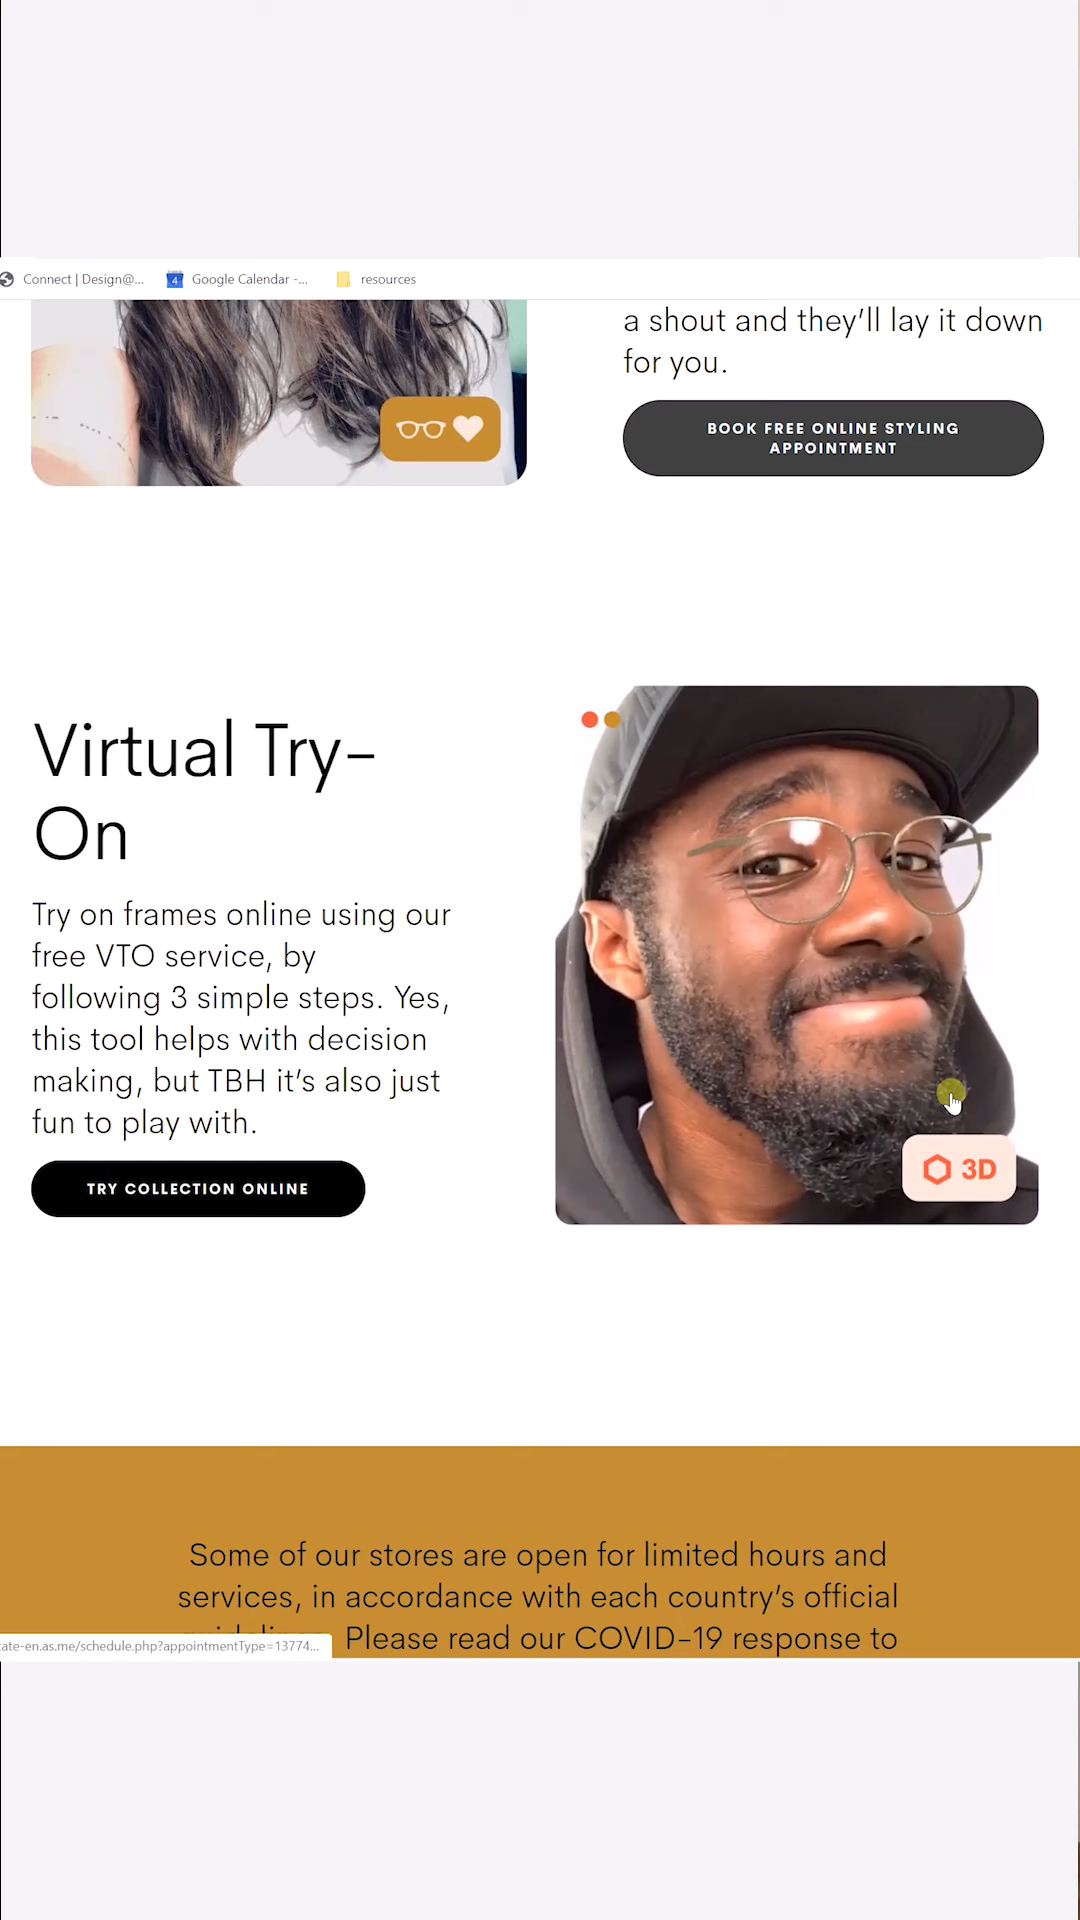 Connect | Design@...
4
Google Calendar -...
resources
a shout and they’ll lay it down
for you.
BOOK FREE ONLINE STYLING
APPOINTMENT
Virtual Try-
On
Try on frames online using our
free VTO service, by
following 3 simple steps. Yes,
this tool helps with decision
making, but TBH it’s also just
fun to play with.
TRY COLLECTION ONLINE
3D
Some of our stores are open for limited hours and
services, in accordance with each country’s official
Please read our COVID-19 response to
ate-en.as.me/schedule.php?appointmentType=13774...